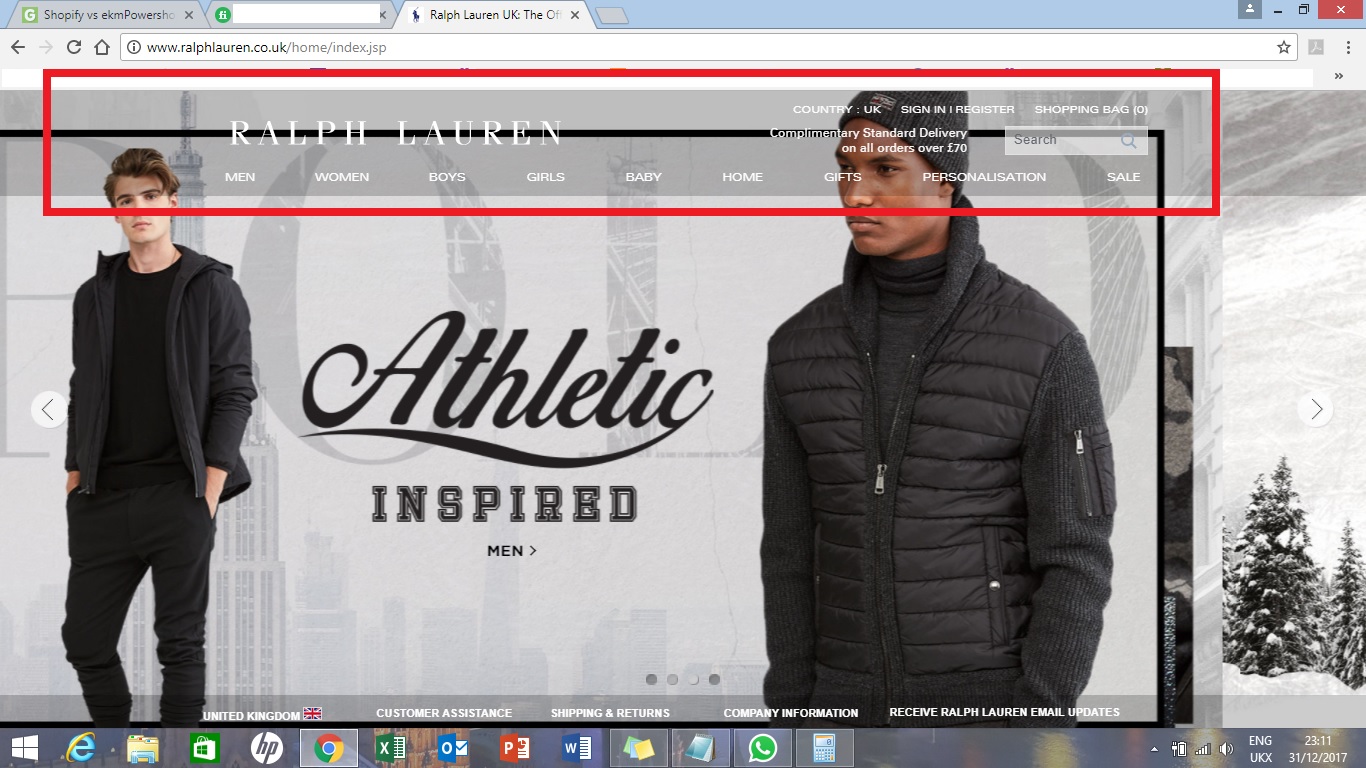 Shopify vs ekmPowersho
fi
Ralph Lauren UK: The Off
www.ralphlauren.co.uk/home/index.jsp
»
COUNTRY : UK SIGN IN | REGISTER SHOPPING BAG (0)
RALPH LAUREN
Complimentary Standard Delivery
on all orders over £70
Search
MEN WOMEN BOYS GIRLS BABY HOME GIFTS PERSONALISATION SALE
Athletic
INSPIRED
MEN >
UNITED KINGDOM CUSTOMER ASSISTANCE SHIPPING & RETURNS COMPANY INFORMATION RECEIVE RALPH LAUREN EMAIL UPDATES
ENG 23:11
UKX 31/12/2017